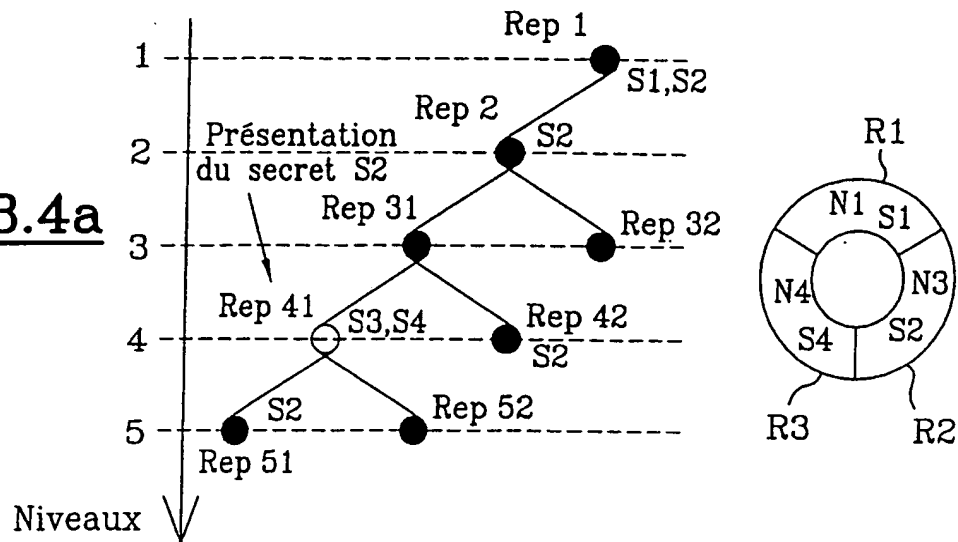 Rep 1
1
S1,S2
Rep 2
Présentation
du secret S2
S2
2
R1
3.4a
Rep 31
Rep 32
3
N1
S1
N4
N3
Rep 41
S3,S4
Rep 42
4
S2
S4
S2
S2
Rep 52
5
R3
R2
Rep 51
Niveaux